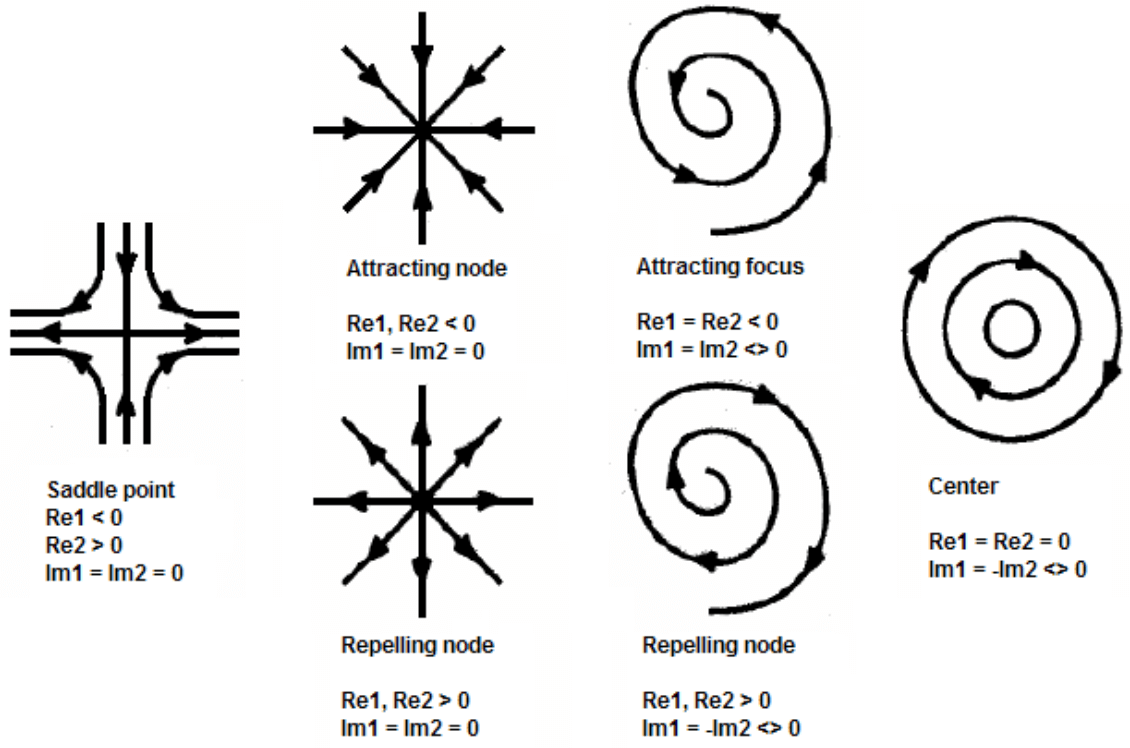 Attracting node
Re1, Re2 < 0
Im1 = Im2 = 0
Attracting focus
Re1 = Re2 < 0
Im1 = Im2 <> 0
Saddle point
Re1 < 0
Re2 > 0
Im1 = Im2 = 0
Center
Re1 = Re2 = 0
Im1 = -Im2 <> 0
Repelling node
Re1, Re2 > 0
Im1 = Im2 = 0
Repelling node
Re1, Re2 > 0
Im1 = -Im2 <> 0